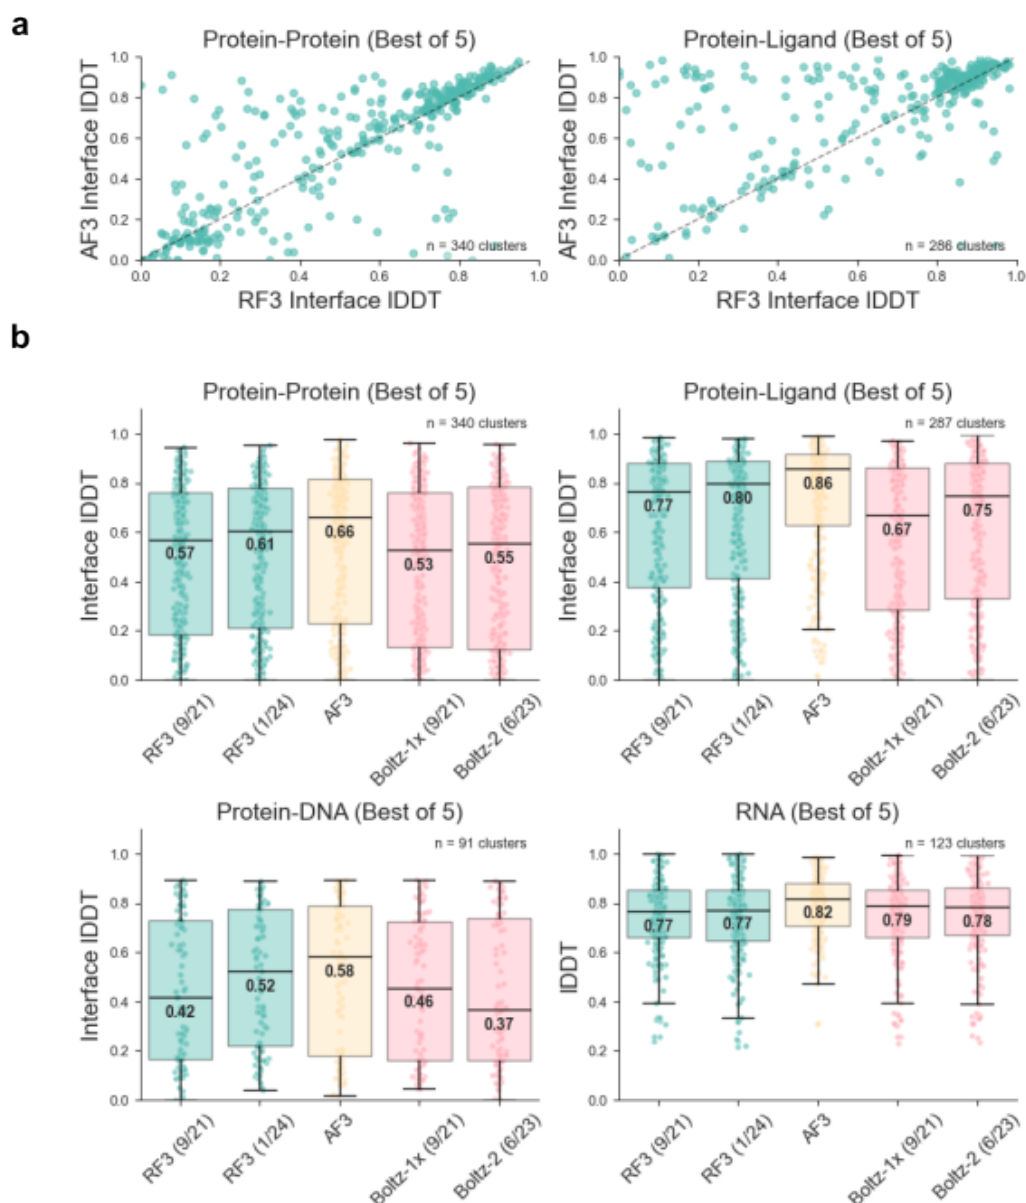 a
Protein-Protein (Best of 5)
AF3 Interface lDDT
1.0
0.8
0.6
0.4
0.2
0.0
n = 340 clusters
0.0 0.2 0.4 0.6 0.8 1.0
RF3 Interface lDDT
Protein-Ligand (Best of 5)
AF3 Interface lDDT
1.0
0.8
0.6
0.4
0.2
0.0
n = 286 clusters
0.0 0.2 0.4 0.6 0.8 1.0
RF3 Interface lDDT
b
Protein-Protein (Best of 5)
n = 340 clusters
Interface lDDT
1.0
0.8
0.6
0.4
0.2
0.0
0.57 0.61 0.66 0.53 0.55
RF3 (9/21)
RF3 (1/24)
AF3
Boltz-1x (9/21)
Boltz-2 (6/23)
Protein-Ligand (Best of 5)
n = 287 clusters
Interface lDDT
1.0
0.8
0.6
0.4
0.2
0.0
0.77 0.80 0.86 0.67 0.75
RF3 (9/21)
RF3 (1/24)
AF3
Boltz-1x (9/21)
Boltz-2 (6/23)
Protein-DNA (Best of 5)
n = 91 clusters
Interface lDDT
1.0
0.8
0.6
0.4
0.2
0.0
0.42 0.52 0.58 0.46 0.37
RF3 (9/21)
RF3 (1/24)
AF3
Boltz-1x (9/21)
Boltz-2 (6/23)
RNA (Best of 5)
n = 123 clusters
lDDT
1.0
0.8
0.6
0.4
0.2
0.0
0.77 0.77 0.82 0.79 0.78
RF3 (9/21)
RF3 (1/24)
AF3
Boltz-1x (9/21)
Boltz-2 (6/23)